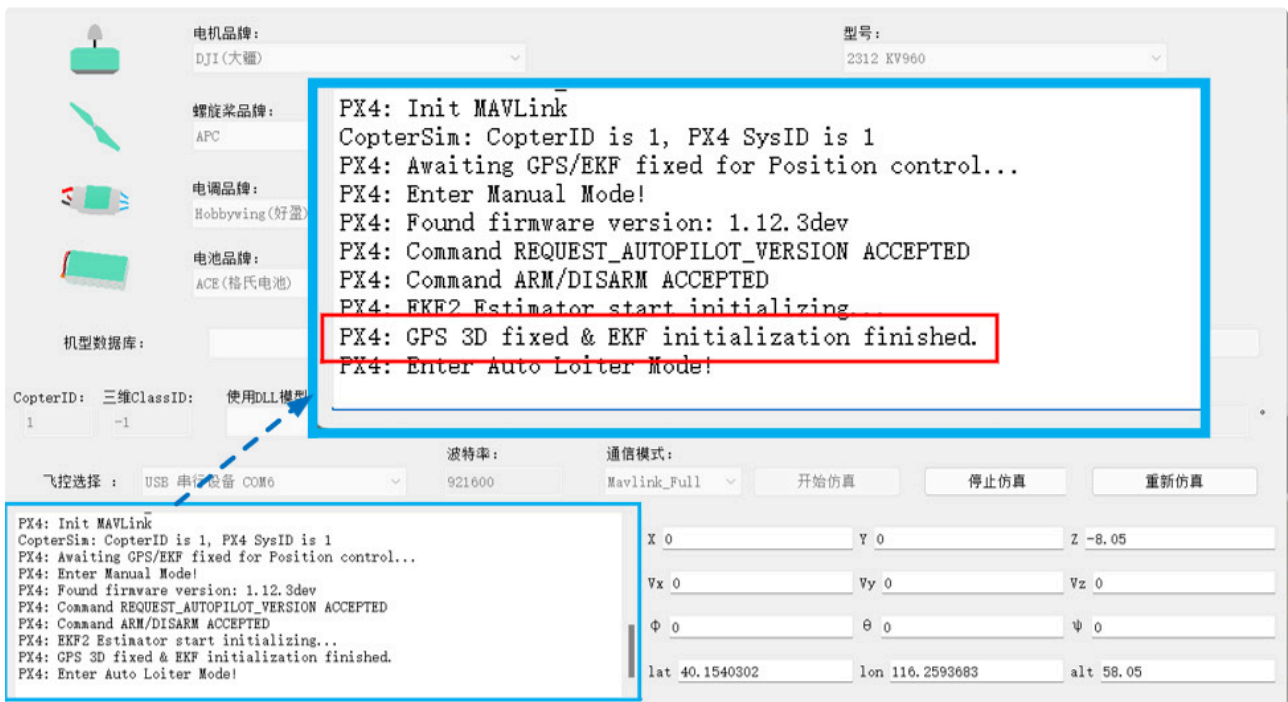 电机品牌：
型号：
DJI(大疆)
2312 KV960
螺旋桨品牌：
APC
电调品牌：
Hobbywing(好盈)
电池品牌：
ACE(格氏电池)
机型数据库：
PX4: Init MAVLink
CopterSim: CopterID is 1, PX4 SysID is 1
PX4: Awaiting GPS/EKF fixed for Position control...
PX4: Enter Manual Mode!
PX4: Found firmware version: 1.12.3dev
PX4: Command REQUEST_AUTOPILOT_VERSION ACCEPTED
PX4: Command ARM/DISARM ACCEPTED
PX4: EKF2 Estimator start initializing...
PX4: GPS 3D fixed & EKF initialization finished.
PX4: Enter Auto Loiter Mode!
CopterID: 三维ClassID: 使用DLL模型
1 -1 °
波特率： 通信模式：
飞控选择 ： USB 串行设备 COM6 921600 Mavlink_Full 开始仿真 停止仿真 重新仿真
PX4: Init MAVLink
CopterSim: CopterID is 1, PX4 SysID is 1
PX4: Awaiting GPS/EKF fixed for Position control...
PX4: Enter Manual Mode!
PX4: Found firmware version: 1.12.3dev
PX4: Command REQUEST_AUTOPILOT_VERSION ACCEPTED
PX4: Command ARM/DISARM ACCEPTED
PX4: EKF2 Estimator start initializing...
PX4: GPS 3D fixed & EKF initialization finished.
PX4: Enter Auto Loiter Mode!
X 0 Y 0 Z -8.05
Vx 0 Vy 0 Vz 0
Φ 0 θ 0 ψ 0
lat 40.1540302 lon 116.2593683 alt 58.05